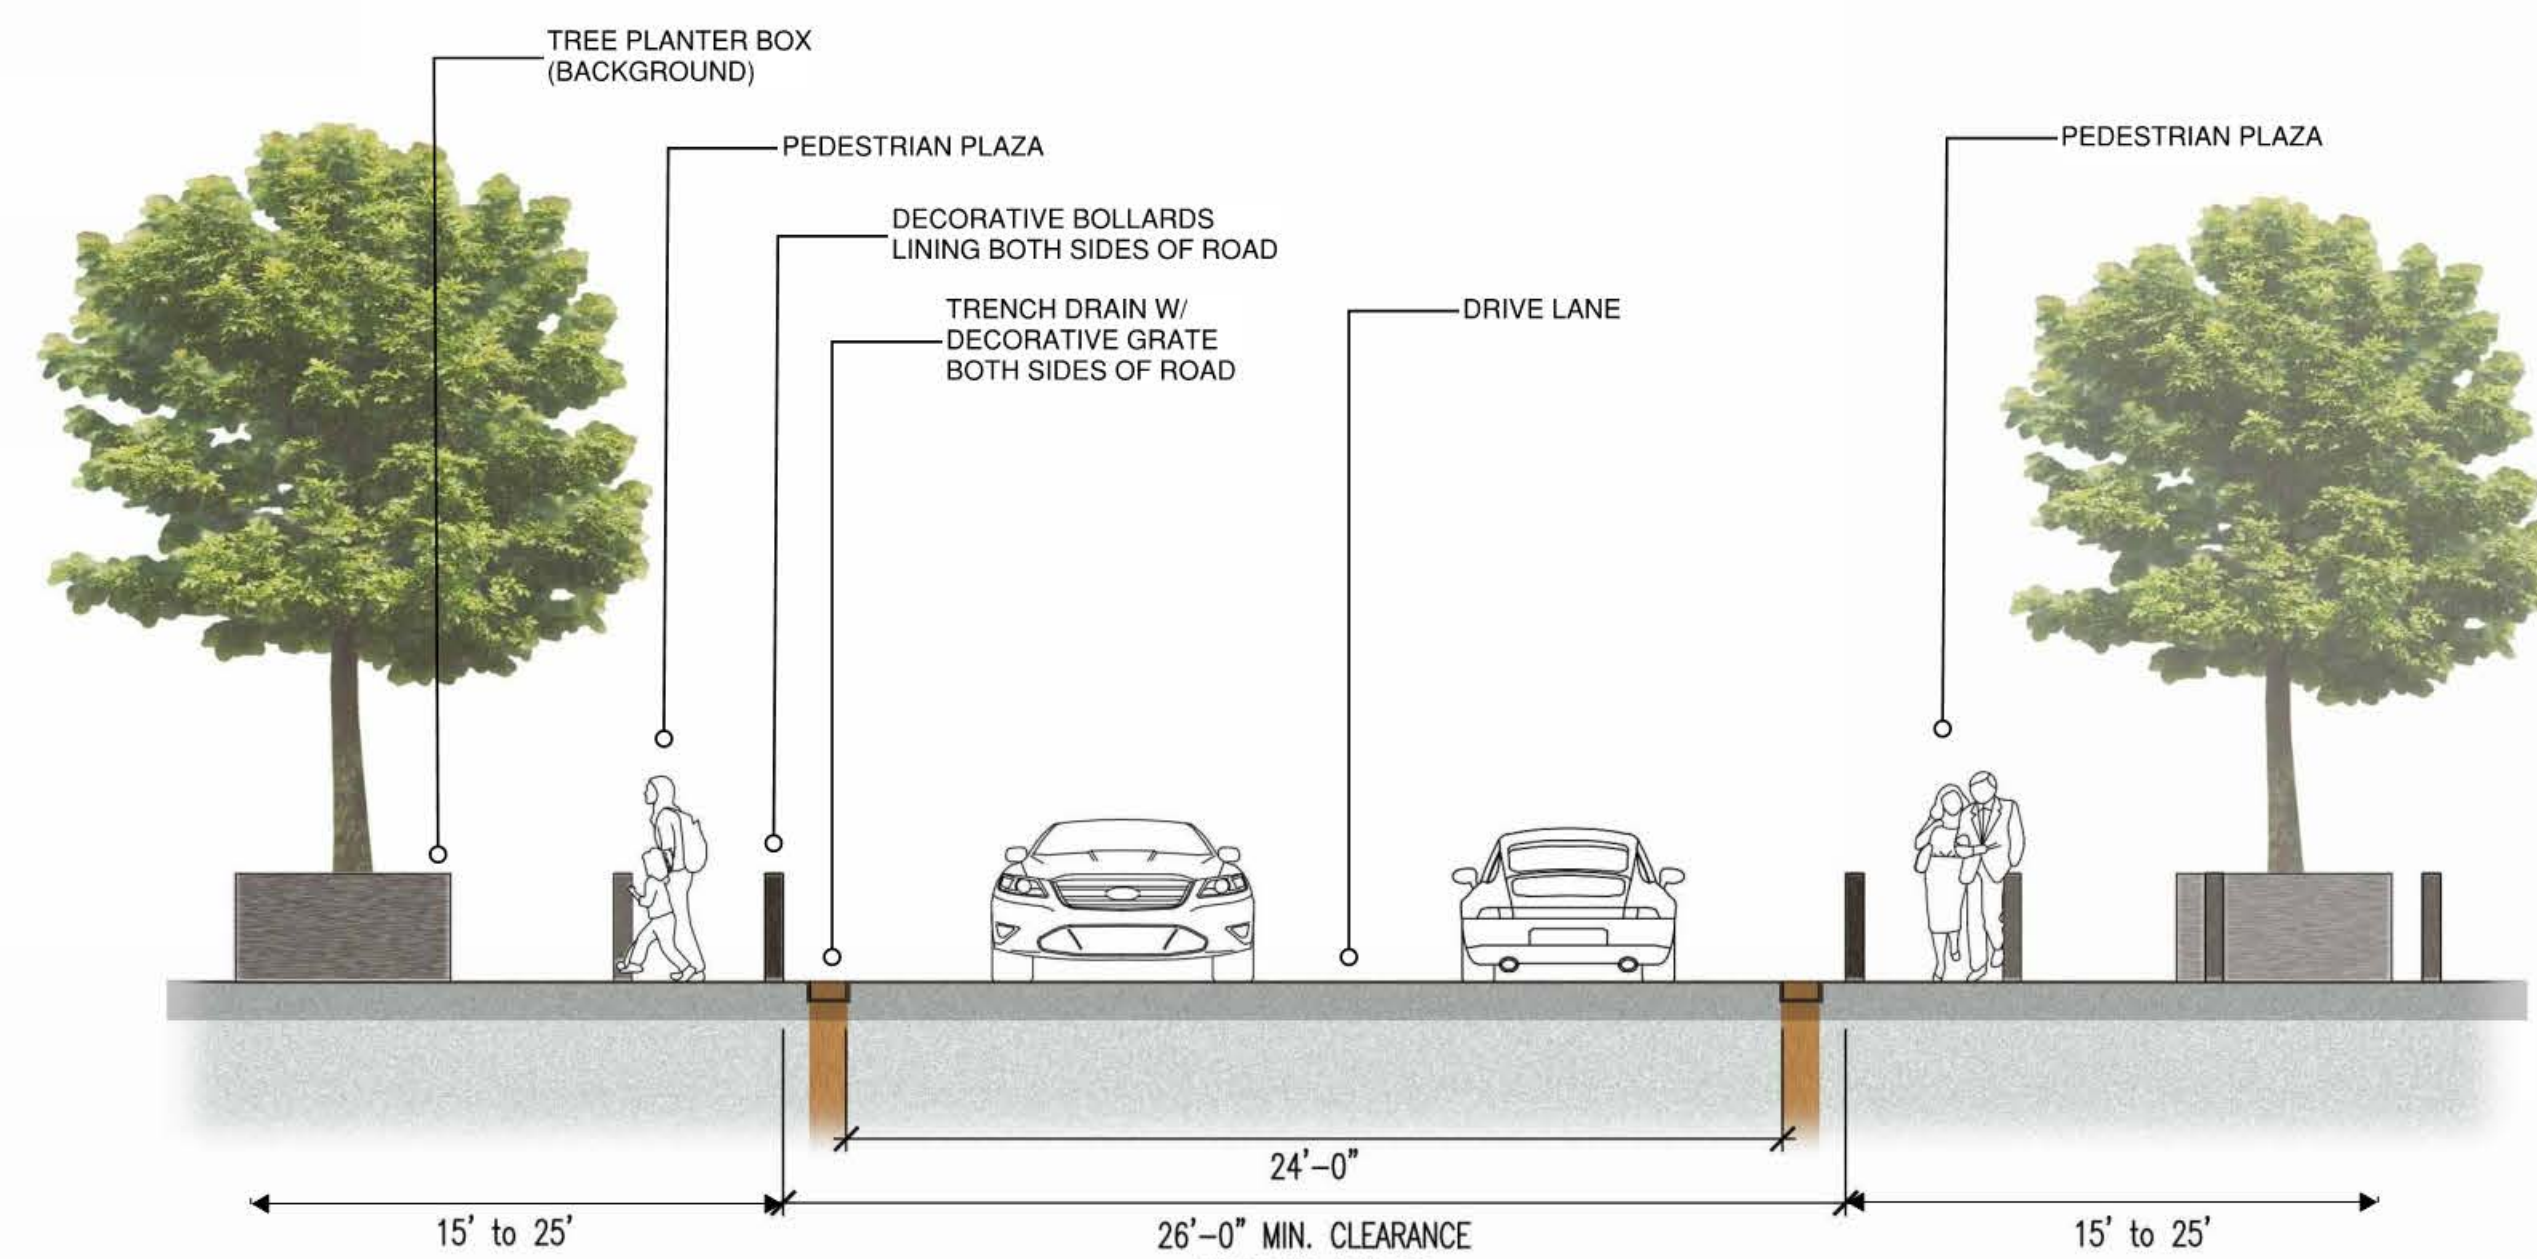 TREE PLANTER BOX
(BACKGROUND)
PEDESTRIAN PLAZA
PEDESTRIAN PLAZA
DECORATIVE BOLLARDS
LINING BOTH SIDES OF ROAD
TRENCH DRAIN W/
DECORATIVE GRATE
BOTH SIDES OF ROAD
DRIVE LANE
24'-0"
15' to 25'
26'-0" MIN. CLEARANCE
15' to 25'